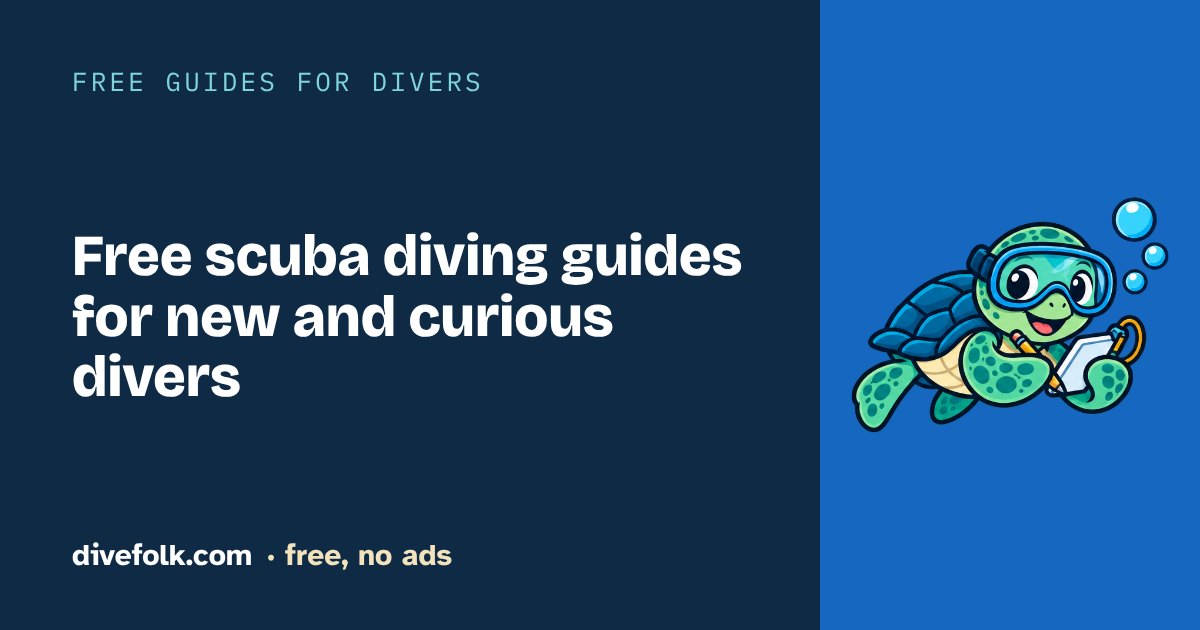 FREE GUIDES FOR DIVERS
Free scuba diving guides
for new and curious
divers
divefolk.com · free, no ads